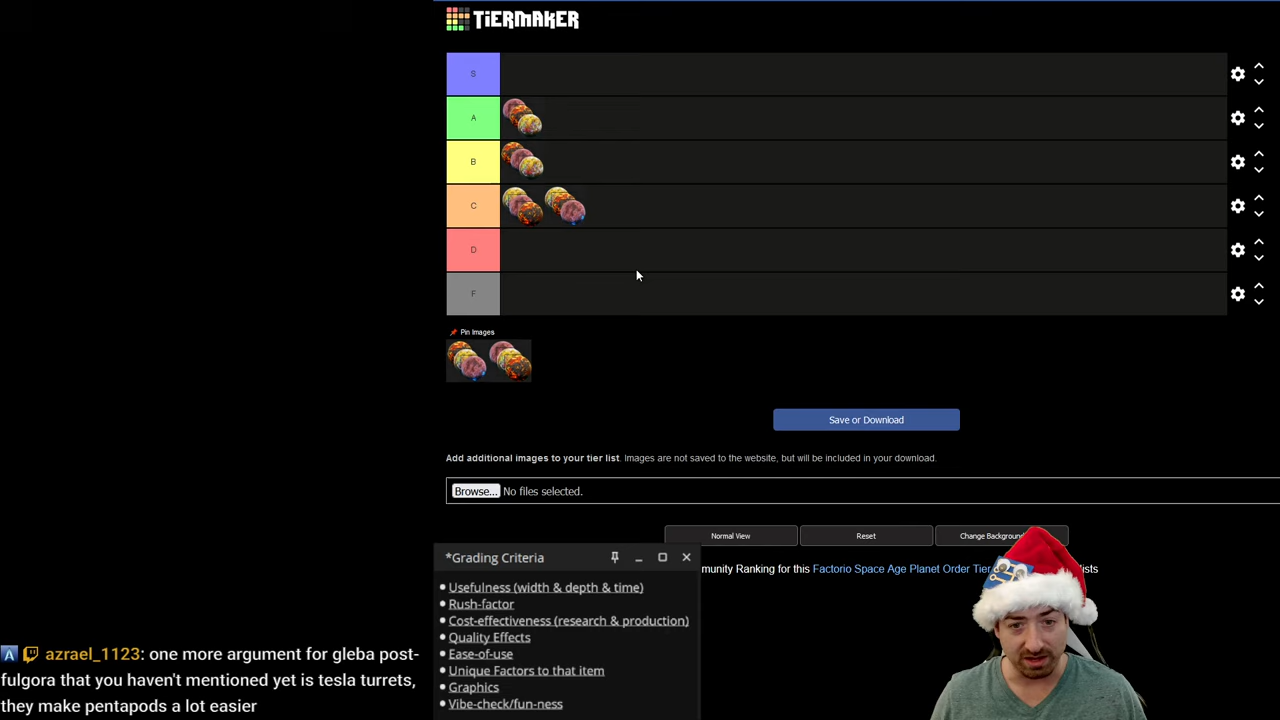 TiERMAKER
S
A
B
C
D
F
Pin Images
Save or Download
Add additional images to your tier list. Images are not saved to the website, but will be included in your download.
Browse... No files selected.
Normal View
Reset
Change Background
mmunity Ranking for this Factorio Space Age Planet Order Tier lists
*Grading Criteria
Usefulness (width & depth & time)
Rush-factor
Cost-effectiveness (research & production)
Quality Effects
Ease-of-use
Unique Factors to that item
Graphics
Vibe-check/fun-ness
A azrael_1123: one more argument for gleba post-
fulgora that you haven't mentioned yet is tesla turrets,
they make pentapods a lot easier